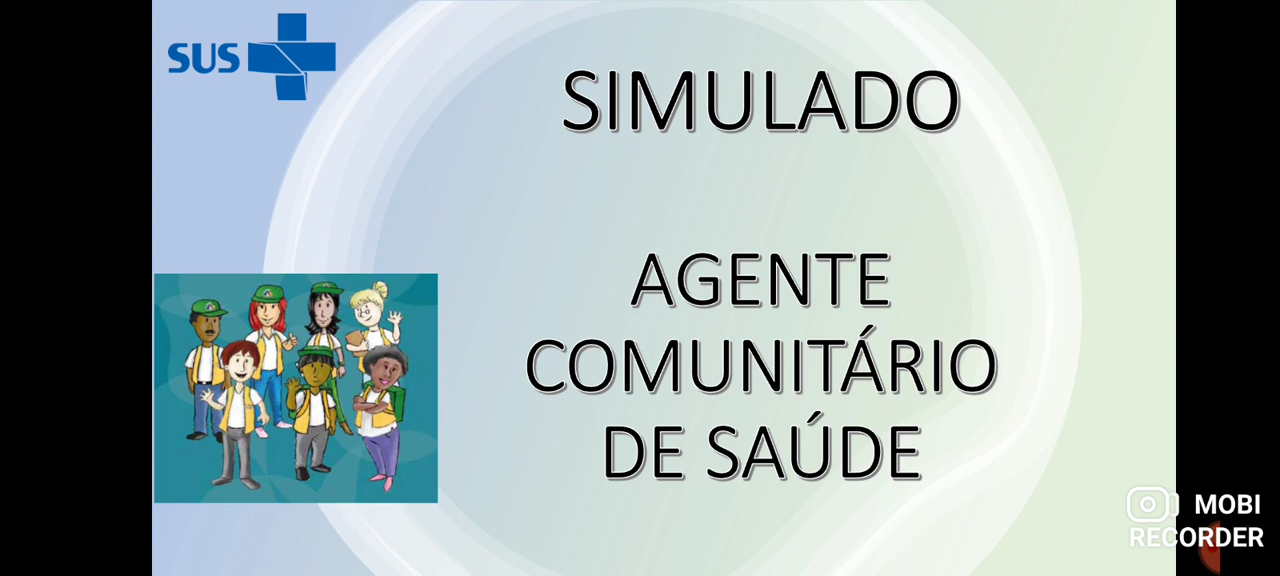 SUS
SIMULADO
AGENTE
COMUNITÁRIO
DE SAÚDE
MOBI
RECORDER